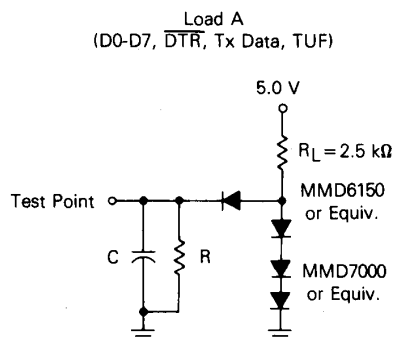 Load A
(D0-D7, DTR, Tx Data, TUF)
5.0 V
RL = 2.5 kΩ
MMD6150
or Equiv.
Test Point
C
R
MMD7000
or Equiv.